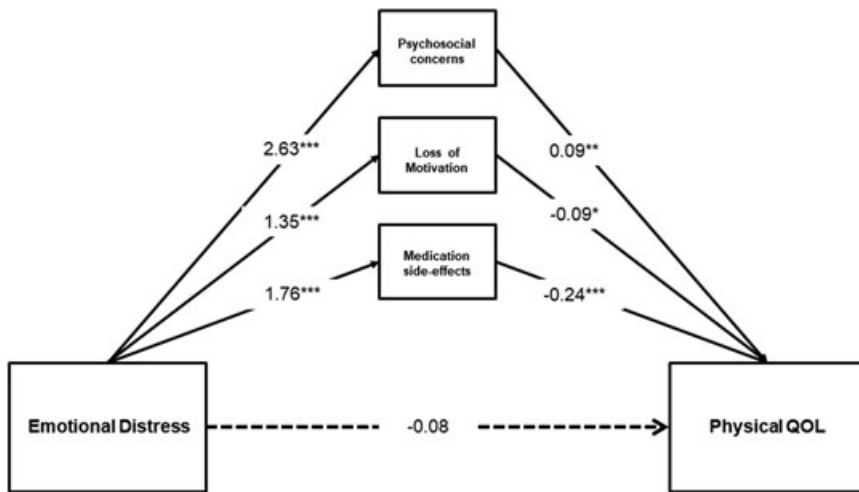 Psychosocial
concerns
2.63***
0.09**
Loss of
Motivation
1.35***
-0.09*
Medication
side-effects
1.76***
-0.24***
Emotional Distress
-0.08
Physical QOL